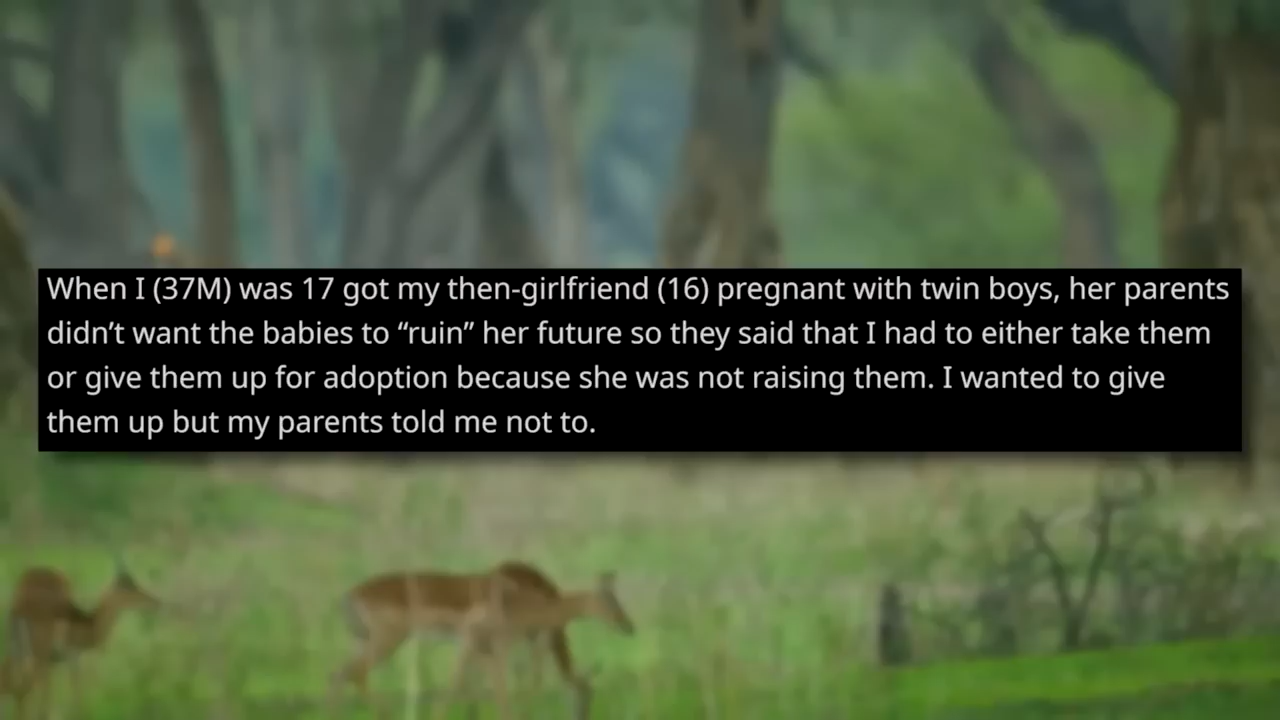 When I (37M) was 17 got my then-girlfriend (16) pregnant with twin boys, her parents
didn’t want the babies to “ruin” her future so they said that I had to either take them
or give them up for adoption because she was not raising them. I wanted to give
them up but my parents told me not to.